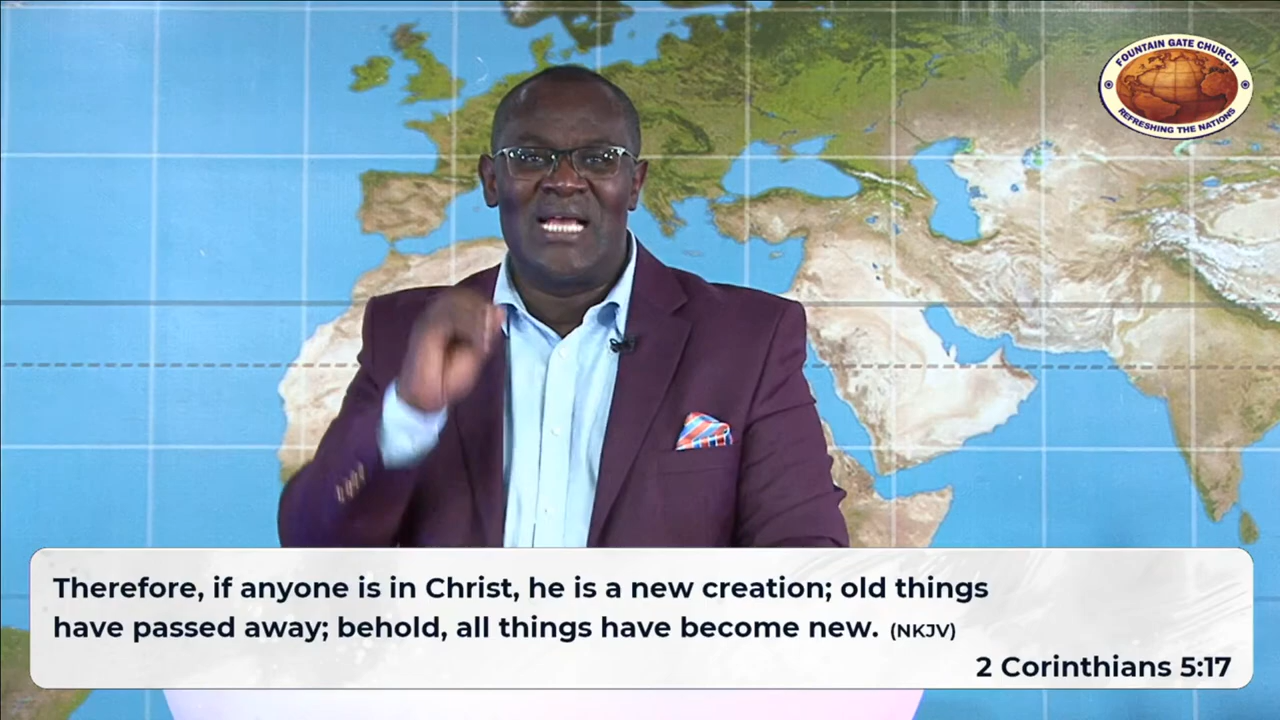 FOUNTAIN GATE CHURCH
REFRESHING THE NATIONS
Therefore, if anyone is in Christ, he is a new creation; old things
have passed away; behold, all things have become new. (NKJV)
2 Corinthians 5:17